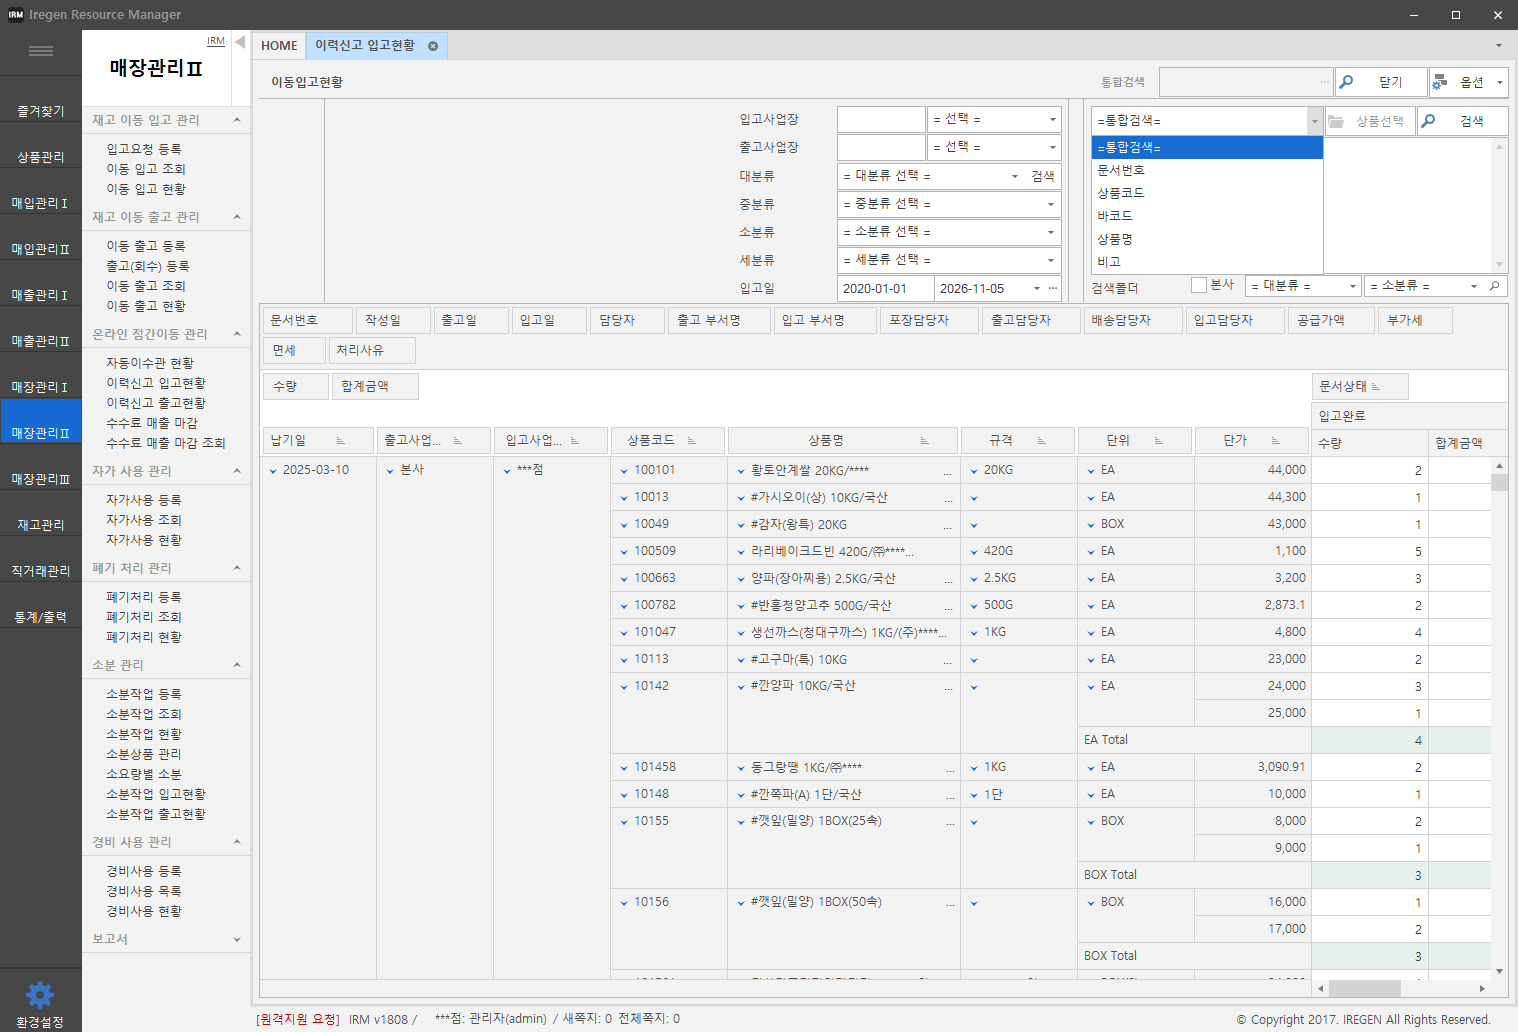 IRM Iregen Resource Manager
즐겨찾기
상품관리
매입관리 I
매입관리 II
매출관리 I
매출관리 II
매장관리 I
매장관리 II
매장관리 III
재고관리
직거래관리
통계/출력
환경설정
IRM
매장관리 II
재고 이동 입고 관리
입고요청 등록
이동 입고 조회
이동 입고 현황
재고 이동 출고 관리
이동 출고 등록
출고(회수) 등록
이동 출고 조회
이동 출고 현황
온라인 점간이동 관리
자동이수관 현황
이력신고 입고현황
이력신고 출고현황
수수료 매출 마감
수수료 매출 마감 조회
자가 사용 관리
자가사용 등록
자가사용 조회
자가사용 현황
폐기 처리 관리
폐기처리 등록
폐기처리 조회
폐기처리 현황
소분 관리
소분작업 등록
소분작업 조회
소분작업 현황
소분상품 관리
소요량별 소분
소분작업 입고현황
소분작업 출고현황
경비 사용 관리
경비사용 등록
경비사용 목록
경비사용 현황
보고서
HOME 이력신고 입고현황
이동입고현황 통합검색 ... 닫기 옵션
입고사업장 = 선택 =
출고사업장 = 선택 =
대분류 = 대분류 선택 = 검색
중분류 = 중분류 선택 =
소분류 = 소분류 선택 =
세분류 = 세분류 선택 =
입고일 2020-01-01 2026-11-05 ...
=통합검색= 상품선택 검색
=통합검색=
문서번호
상품코드
바코드
상품명
비고
검색폴더 본사 = 대분류 = = 소분류 =
문서번호 작성일 출고일 입고일 담당자 출고 부서명 입고 부서명 포장담당자 출고담당자 배송담당자 입고담당자 공급가액 부가세
면세 처리사유
수량 합계금액 문서상태
입고완료
납기일 출고사업... 입고사업... 상품코드 상품명 규격 단위 단가 수량 합계금액
2025-03-10 본사 ***점 100101 황토안계쌀 20KG/**** ... 20KG EA 44,000 2
10013 #가시오이(상) 10KG/국산 ... EA 44,300 1
10049 #감자(왕특) 20KG ... BOX 43,000 1
100509 라리베이크드빈 420G/㈜****... 420G EA 1,100 5
100663 양파(장아찌용) 2.5KG/국산 ... 2.5KG EA 3,200 3
100782 #반홍청양고추 500G/국산 ... 500G EA 2,873.1 2
101047 생선까스(청대구까스) 1KG/(주)****... 1KG EA 4,800 4
10113 #고구마(특) 10KG ... EA 23,000 2
10142 #깐양파 10KG/국산 ... EA 24,000 3
25,000 1
EA Total 4
101458 동그랑땡 1KG/㈜**** ... 1KG EA 3,090.91 2
10148 #깐쪽파(A) 1단/국산 ... 1단 EA 10,000 1
10155 #깻잎(밀양) 1BOX(25속) ... BOX 8,000 2
9,000 1
BOX Total 3
10156 #깻잎(밀양) 1BOX(50속) ... BOX 16,000 1
17,000 2
BOX Total 3
[원격지원 요청] IRM v1808 / ***점: 관리자(admin) / 새쪽지: 0 전체쪽지: 0
© Copyright 2017. IREGEN All Rights Reserved.